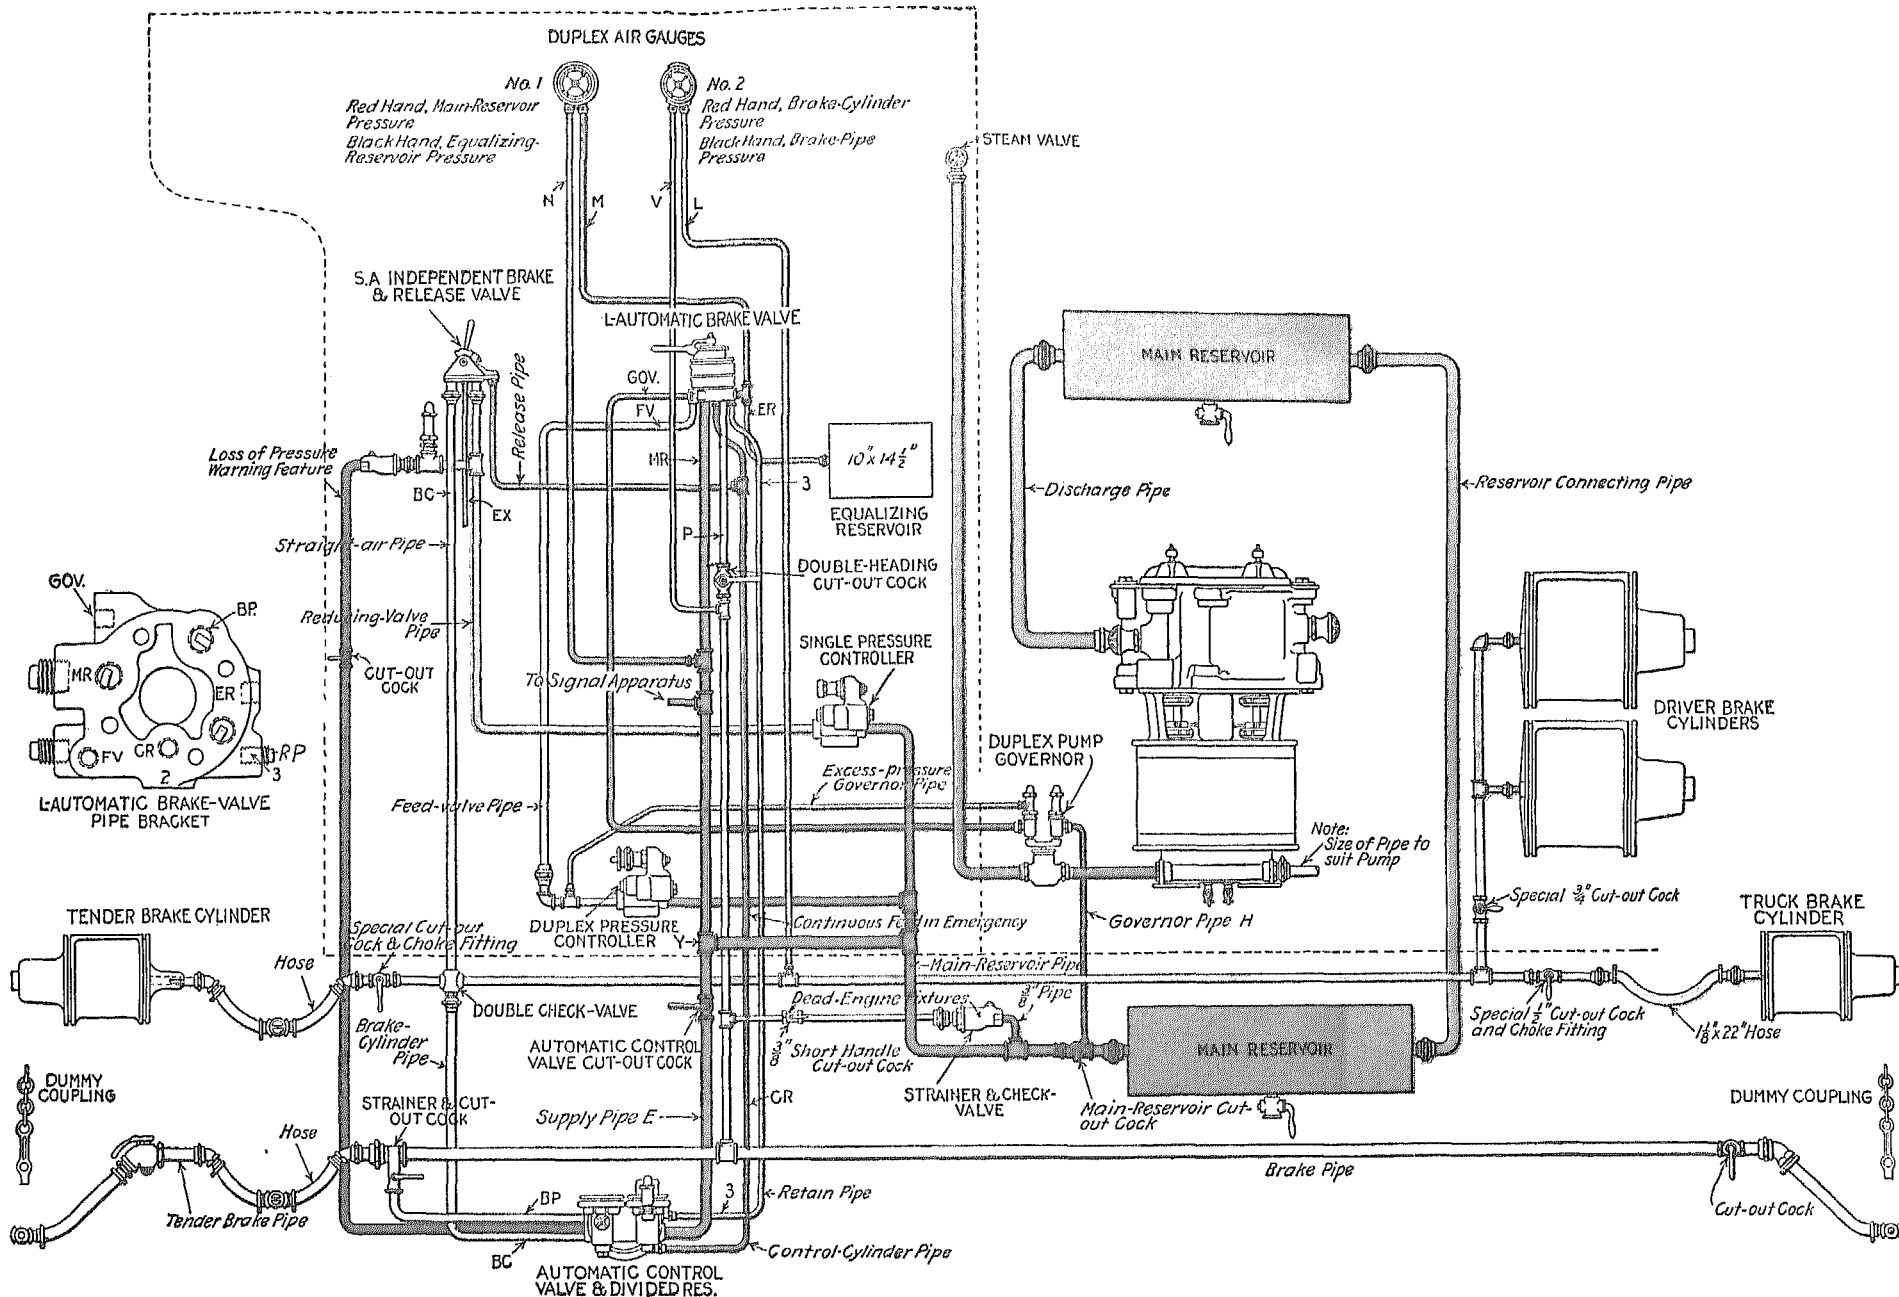 DUPLEX AIR GAUGES
No. 1
Red Hand, Main-Reservoir
Pressure
Black Hand, Equalizing-
Reservoir Pressure
No. 2
Red Hand, Brake-Cylinder
Pressure
Black Hand, Brake-Pipe
Pressure
STEAM VALVE
N
M
V
L
S.A INDEPENDENT BRAKE
& RELEASE VALVE
L-AUTOMATIC BRAKE VALVE
MAIN RESERVOIR
GOV.
FV
ER
Release Pipe
10" x 14 1/2"
EQUALIZING
RESERVOIR
Loss of Pressure
Warning Feature
MR
3
BC
EX
Discharge Pipe
Reservoir Connecting Pipe
Straight-air Pipe
P
DOUBLE-HEADING
CUT-OUT COCK
GOV.
BP.
MR
ER
FV
CR
2
3
RP
L-AUTOMATIC BRAKE-VALVE
PIPE BRACKET
Reducing-Valve
Pipe
CUT-OUT
COCK
SINGLE PRESSURE
CONTROLLER
To Signal Apparatus
DRIVER BRAKE
CYLINDERS
DUPLEX PUMP
GOVERNOR
Excess-pressure
Governor Pipe
Feed-valve Pipe
Note:
Size of Pipe to
suit Pump
TENDER BRAKE CYLINDER
Special Cut-out
Cock & Choke Fitting
DUPLEX PRESSURE
CONTROLLER
Y
Continuous Feed in Emergency
Governor Pipe H
Special 3/4" Cut-out Cock
TRUCK BRAKE
CYLINDER
Hose
Main-Reservoir Pipe
Dead-Engine Fixtures
3/8" Pipe
DOUBLE CHECK-VALVE
Brake-
Cylinder
Pipe
AUTOMATIC CONTROL
VALVE CUT-OUT COCK
3/8" Short Handle
Cut-out Cock
MAIN RESERVOIR
Special 1/2" Cut-out Cock
and Choke Fitting
1 1/8 x 22" Hose
DUMMY
COUPLING
STRAINER & CUT-
OUT COCK
Supply Pipe E
CR
STRAINER & CHECK-
VALVE
Main-Reservoir Cut-
out Cock
DUMMY COUPLING
Hose
Brake Pipe
Tender Brake Pipe
BP
3
Retain Pipe
Cut-out Cock
BC
Control-Cylinder Pipe
AUTOMATIC CONTROL
VALVE & DIVIDED RES.